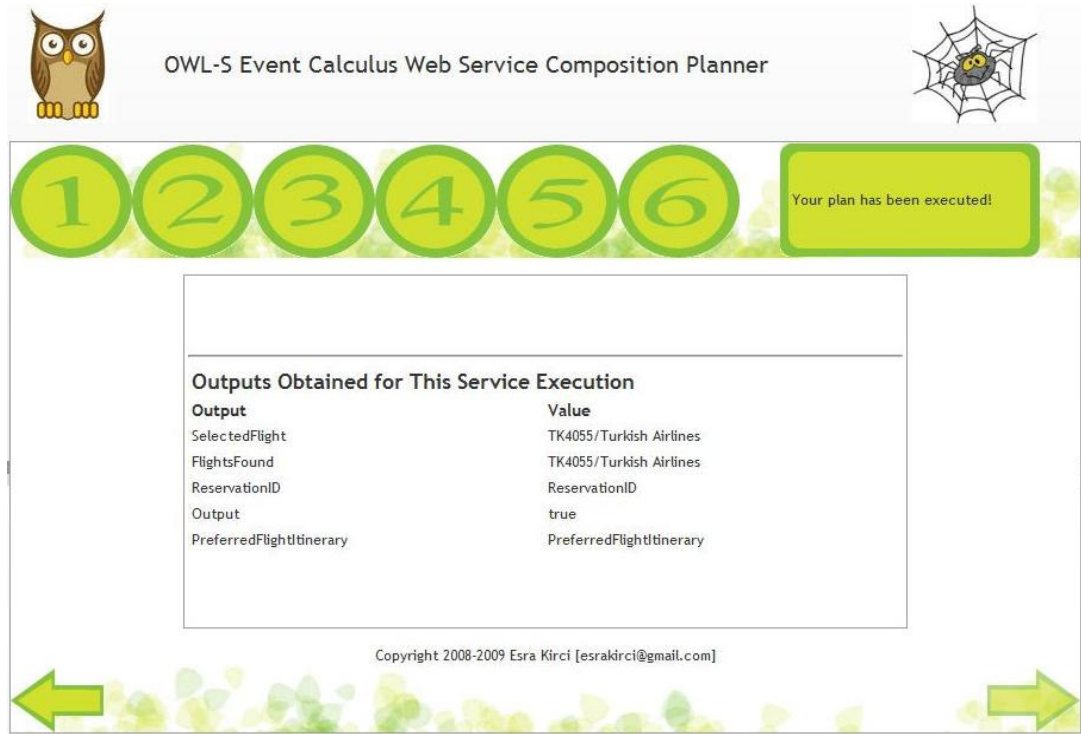 OWL-S Event Calculus Web Service Composition Planner
1 2 3 4 5 6
Your plan has been executed!
Outputs Obtained for This Service Execution
Output Value
SelectedFlight TK4055/Turkish Airlines
FlightsFound TK4055/Turkish Airlines
ReservationID ReservationID
Output true
PreferredFlightItinerary PreferredFlightItinerary
Copyright 2008-2009 Esra Kirci [esrakirci@gmail.com]